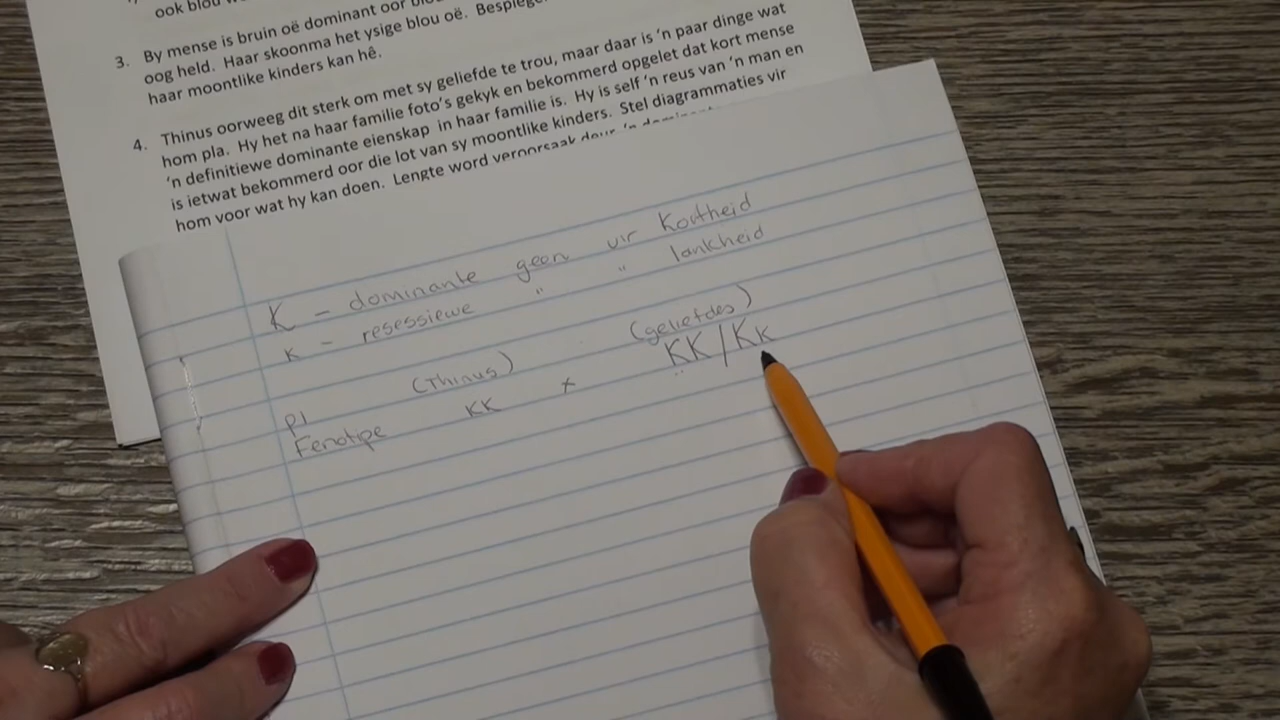 ook blou
3. By mense is bruin oë dominant oor
oog held. Haar skoonma het ysige blou oë.
haar moontlike kinders kan hê.
4. Thinus oorweeg dit sterk om met sy geliefde te trou, maar daar is 'n paar dinge wat
hom pla. Hy het na haar familie foto's gekyk en bekommerd opgelet dat kort mense
'n definitiewe dominante eienskap in haar familie is. Hy is self 'n reus van 'n man en
is ietwat bekommerd oor die lot van sy moontlike kinders. Stel diagrammaties vir
hom voor wat hy kan doen. Lengte word veroorsaak deur 'n
K - dominante geen vir Kortheid
k - resessiewe " " lankheid
P1 (Thinus) (geliefdes)
Fenotipe kk x KK/Kk